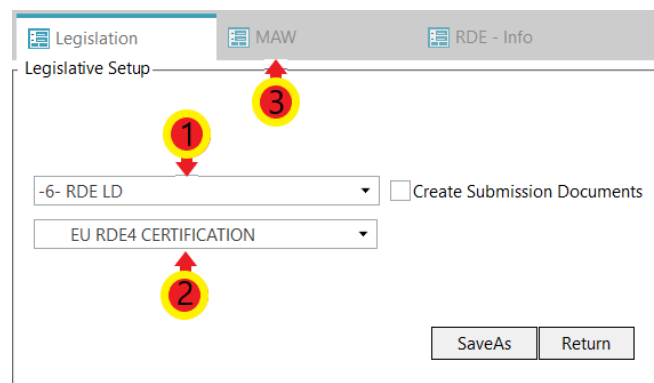 Legislation MAW RDE - Info
Legislative Setup
3
1
-6- RDE LD Create Submission Documents
EU RDE4 CERTIFICATION
2
SaveAs Return